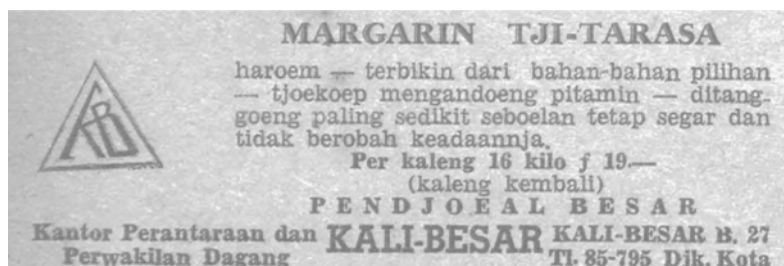 MARGARIN TJI-TARASA
haroem — terbikin dari bahan-bahan pilihan
— tjoekoep mengandoeng pitamin — ditang-
goeng paling sedikit seboelan tetap segar dan
tidak berobah keadaannja.
Per kaleng 16 kilo ƒ 19.—
(kaleng kembali)
PENDJOEAL BESAR
KB
Kantor Perantaraan dan
Perwakilan Dagang
KALI-BESAR
KALI-BESAR B. 27
Tl. 85-795 Djk. Kota